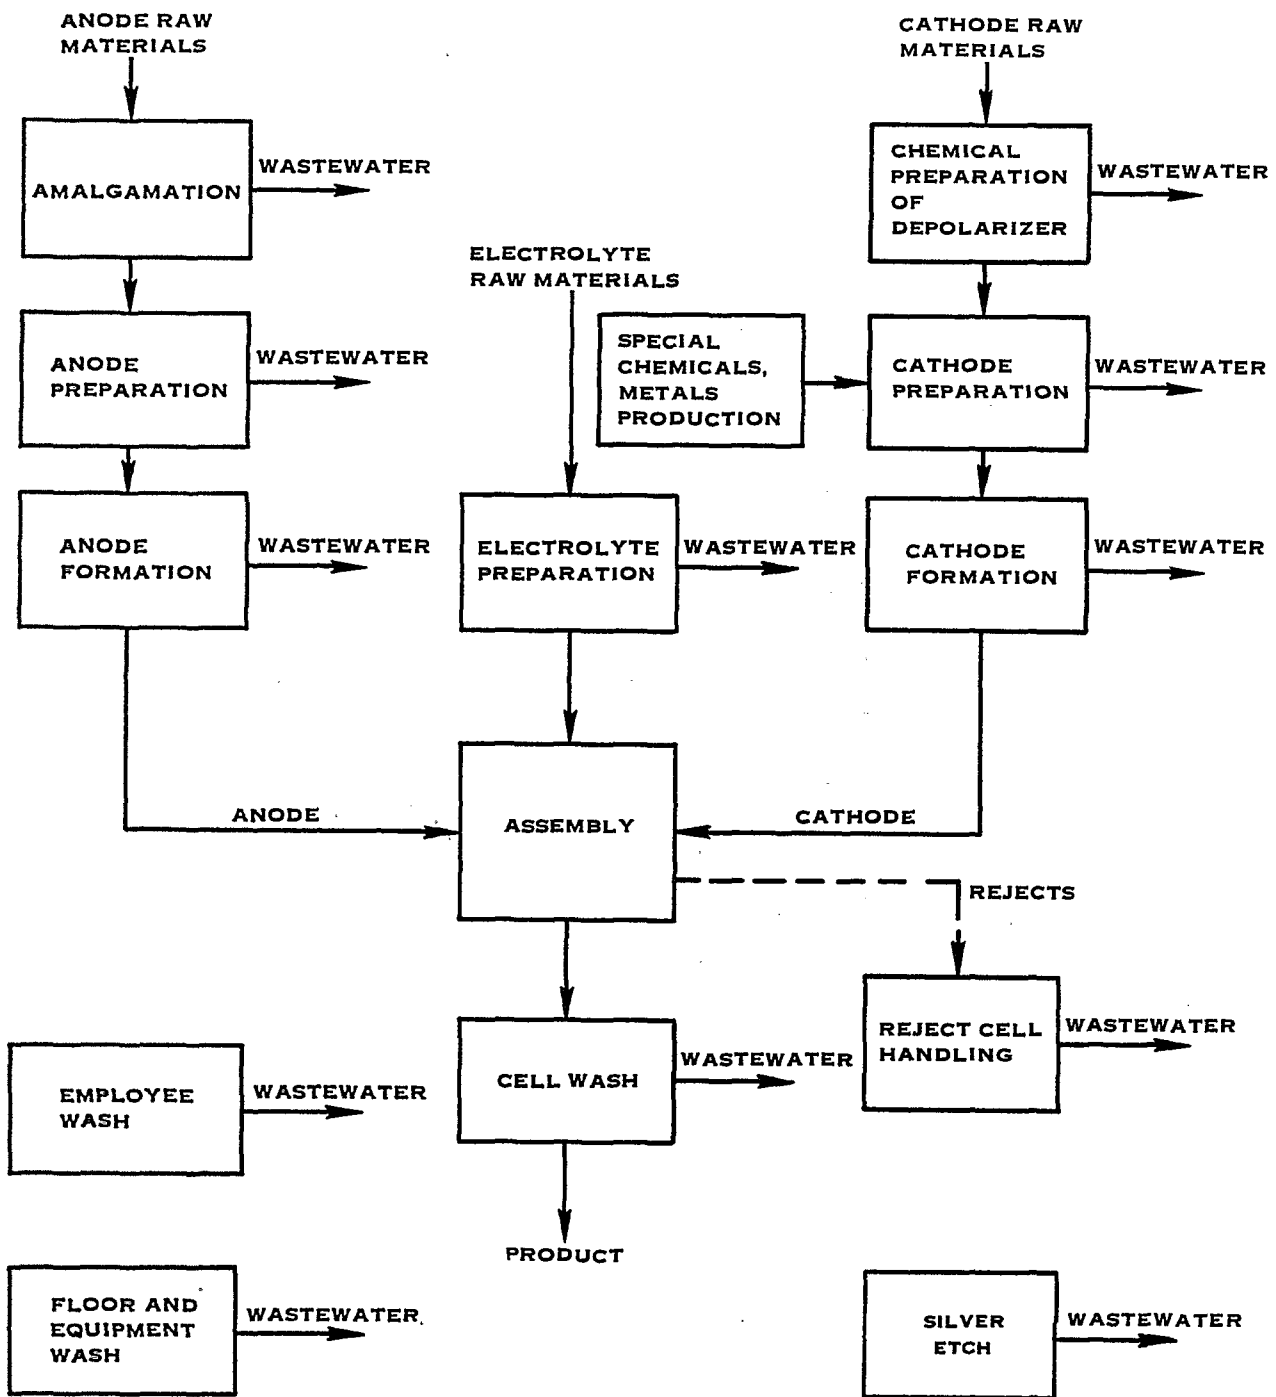 ANODE RAW
MATERIALS
CATHODE RAW
MATERIALS
AMALGAMATION
WASTEWATER
CHEMICAL
PREPARATION
OF
DEPOLARIZER
WASTEWATER
ELECTROLYTE
RAW MATERIALS
ANODE
PREPARATION
WASTEWATER
SPECIAL
CHEMICALS,
METALS
PRODUCTION
CATHODE
PREPARATION
WASTEWATER
ANODE
FORMATION
WASTEWATER
ELECTROLYTE
PREPARATION
WASTEWATER
CATHODE
FORMATION
WASTEWATER
ANODE
ASSEMBLY
CATHODE
REJECTS
REJECT CELL
HANDLING
WASTEWATER
CELL WASH
WASTEWATER
EMPLOYEE
WASH
WASTEWATER
PRODUCT
FLOOR AND
EQUIPMENT
WASH
WASTEWATER
SILVER
ETCH
WASTEWATER